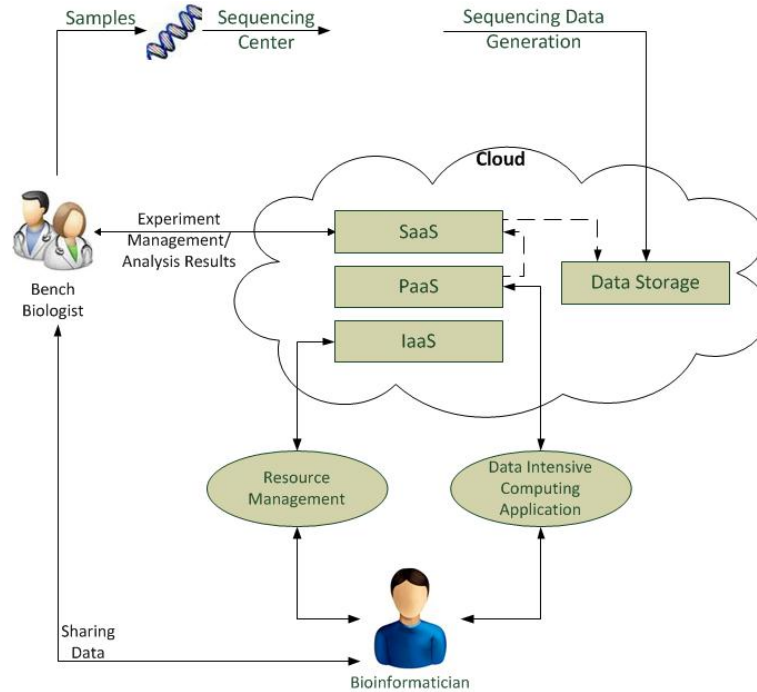 Samples
Sequencing
Center
Sequencing Data
Generation
Cloud
Experiment
Management/
Analysis Results
SaaS
PaaS
IaaS
Data Storage
Bench
Biologist
Resource
Management
Data Intensive
Computing
Application
Sharing
Data
Bioinformatician